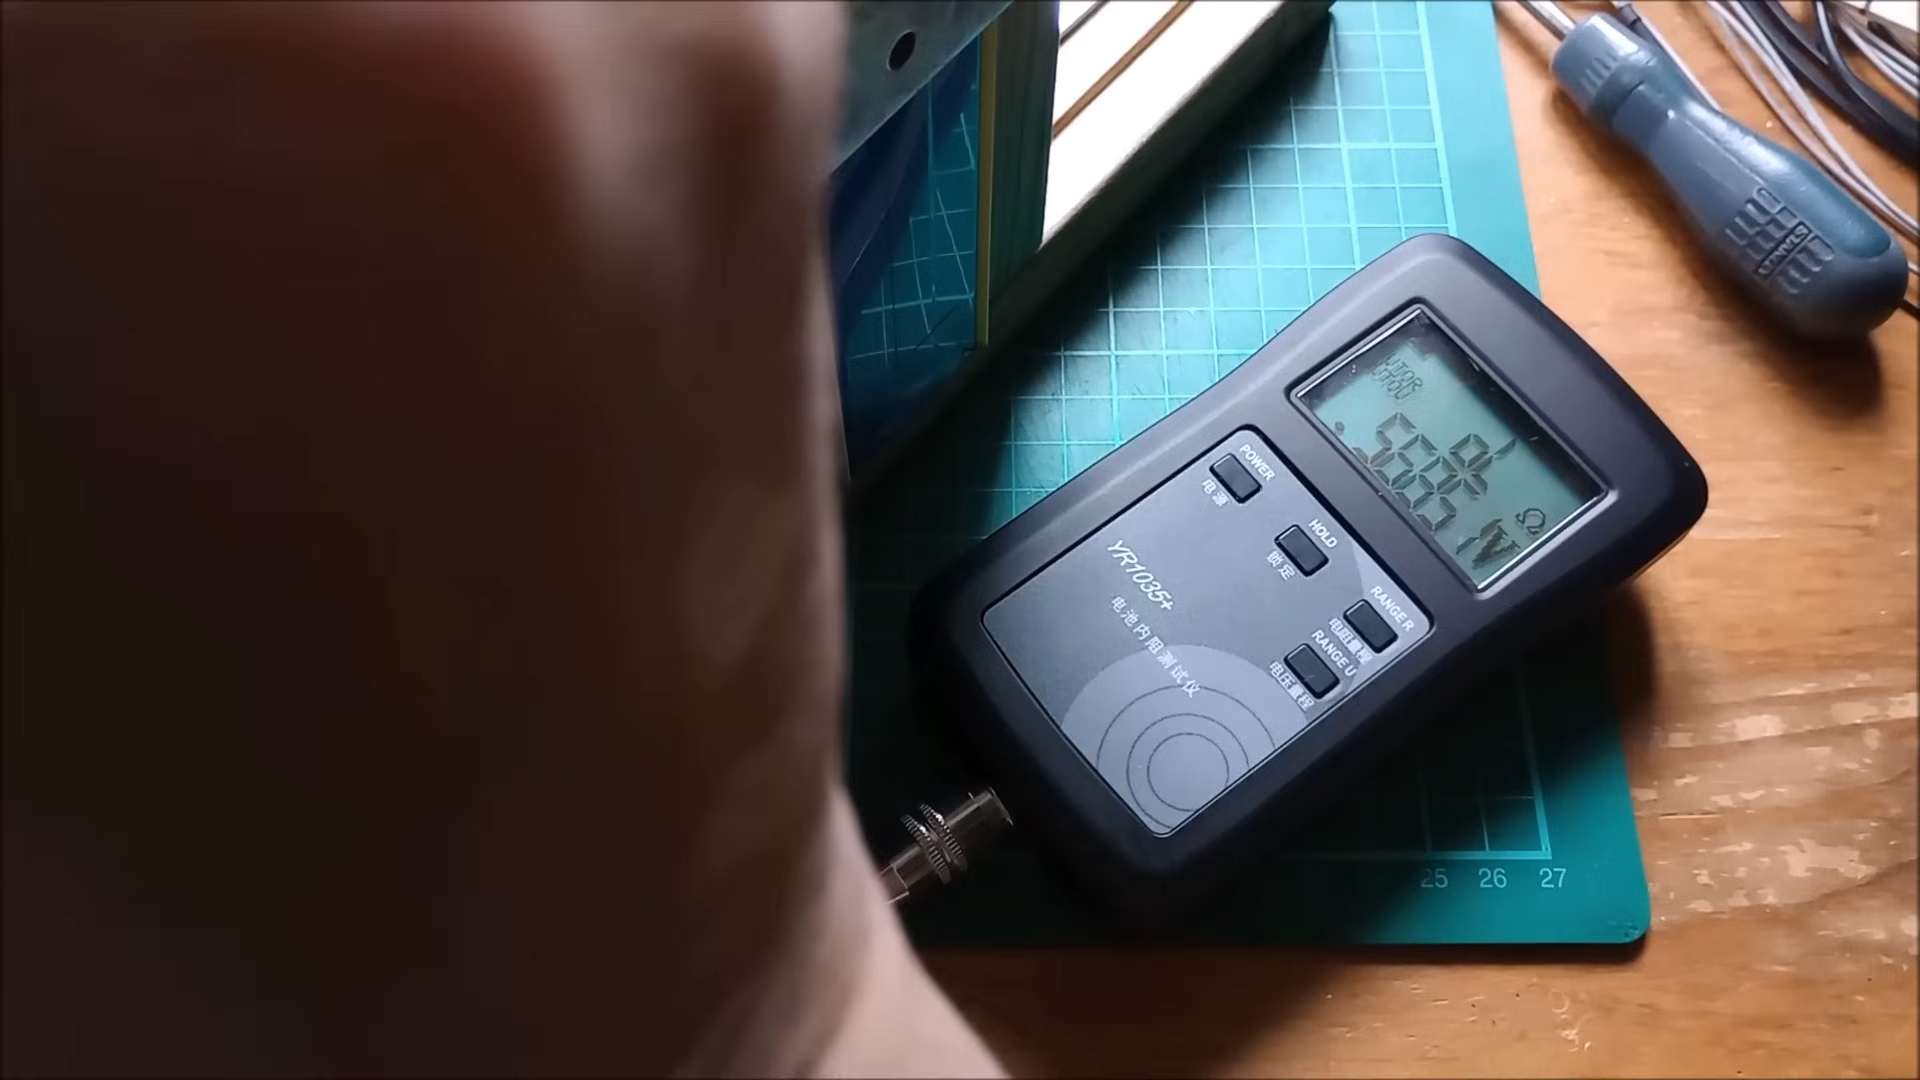 POWER
电源
HOLD
锁定
RANGE R
电阻量程
RANGE U
电压量程
YR1035+
电池内阻测试仪
Ω
V
STANLEY
25 26 27